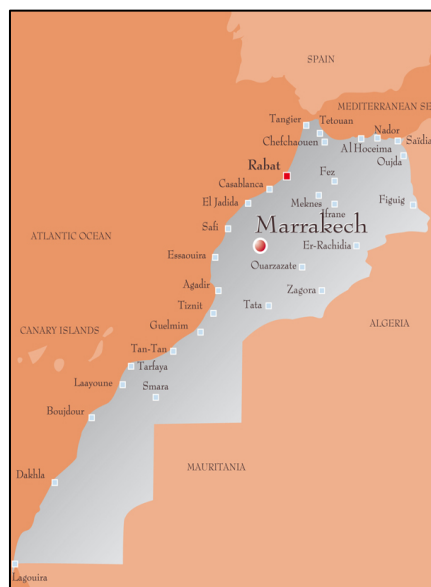 SPAIN
MEDITERRANEAN SE
Tangier
Tetouan
Chefchaouen
Nador
Al Hoceima
Saïdia
Oujda
Rabat
Fez
Casablanca
El Jadida
Meknes
Ifrane
Figuig
Safi
Marrakech
ATLANTIC OCEAN
Er-Rachidia
Essaouira
Ouarzazate
Agadir
Zagora
Tiznit
Tata
Guelmim
CANARY ISLANDS
ALGERIA
Tan-Tan
Tarfaya
Laayoune
Smara
Boujdour
MAURITANIA
Dakhla
Lagouira